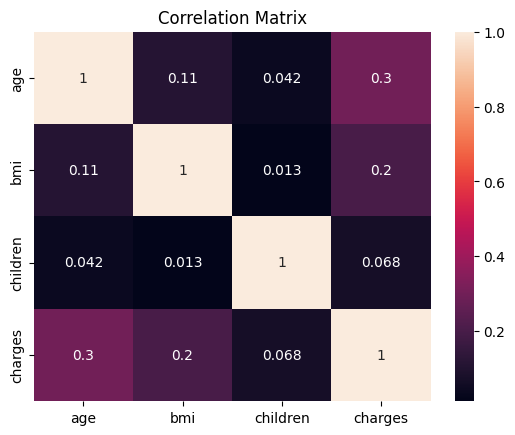 Correlation Matrix
age 1 0.11 0.042 0.3
bmi 0.11 1 0.013 0.2
children 0.042 0.013 1 0.068
charges 0.3 0.2 0.068 1
age bmi children charges
1.0
0.8
0.6
0.4
0.2